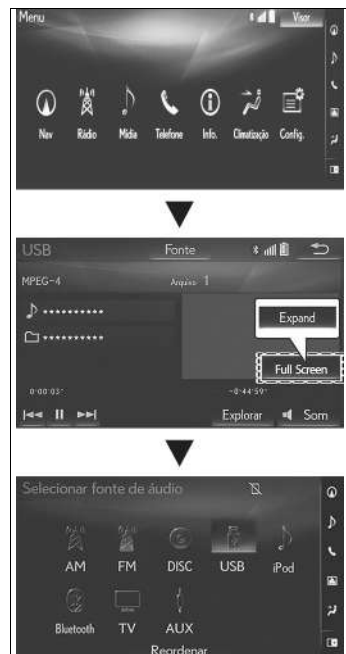 Menu
Visor
Nav Rádio Mídia Telefone Info. Climatização Config.
USB Fonte
MPEG-4 Arquivo 1
Expand
Full Screen
0:00'03" -0:44'59"
Explorar Som
Selecionar fonte de áudio
AM FM DISC USB iPod
Bluetooth TV AUX
Reordenar